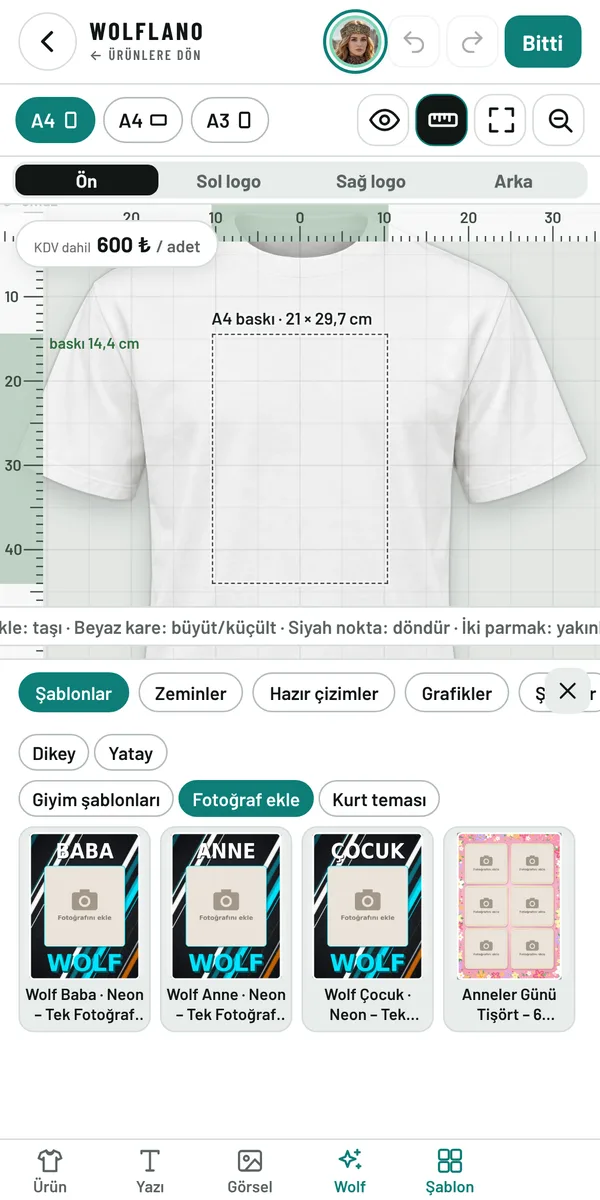 WOLFLANO
← ÜRÜNLERE DÖN
Bitti
A4
A4
A3
Ön
Sol logo
Sağ logo
Arka
20
10
0
10
20
30
KDV dahil 600 ₺ / adet
10
A4 baskı · 21 × 29,7 cm
baskı 14,4 cm
20
30
40
kle: taşı · Beyaz kare: büyüt/küçült · Siyah nokta: döndür · İki parmak: yakınl
Şablonlar
Zeminler
Hazır çizimler
Grafikler
Dikey
Yatay
Giyim şablonları
Fotoğraf ekle
Kurt teması
BABA
Fotoğrafını ekle
WOLF
ANNE
Fotoğrafını ekle
WOLF
ÇOCUK
Fotoğrafını ekle
WOLF
Wolf Baba · Neon
– Tek Fotoğraf..
Wolf Anne · Neon
– Tek Fotoğraf..
Wolf Çocuk ·
Neon – Tek...
Anneler Günü
Tişört – 6...
Ürün
Yazı
Görsel
Wolf
Şablon